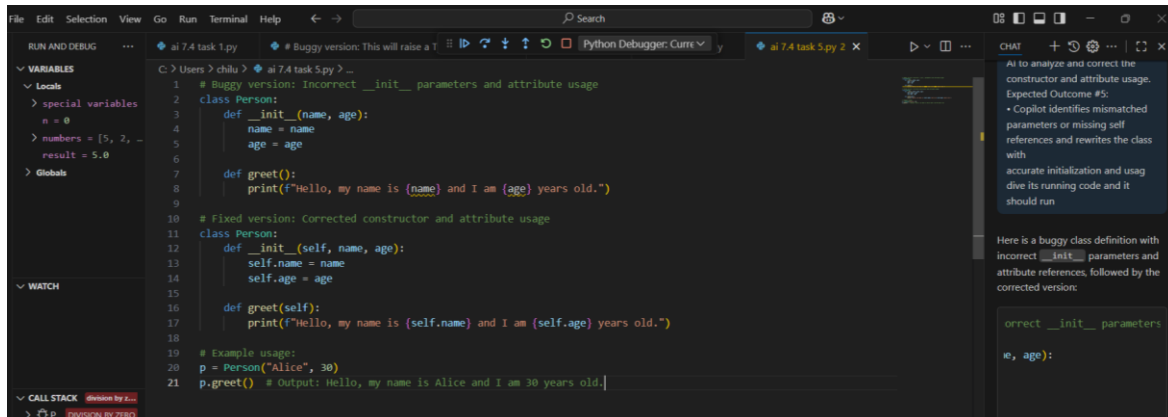 File Edit Selection View Go Run Terminal Help
Search
RUN AND DEBUG
ai 7.4 task 1.py
# Buggy version: This will raise a T
Python Debugger: Curre
y
ai 7.4 task 5.py 2
VARIABLES
Locals
special variables
n = 0
numbers = [5, 2, …
result = 5.0
Globals
WATCH
CALL STACK division by z...
DIVISION BY ZERO
C: > Users > chilu > ai 7.4 task 5.py > ...
1 # Buggy version: Incorrect __init__ parameters and attribute usage
2 class Person:
3 def __init__(name, age):
4 name = name
5 age = age
6
7 def greet():
8 print(f"Hello, my name is {name} and I am {age} years old.")
9
10 # Fixed version: Corrected constructor and attribute usage
11 class Person:
12 def __init__(self, name, age):
13 self.name = name
14 self.age = age
15
16 def greet(self):
17 print(f"Hello, my name is {self.name} and I am {self.age} years old.")
18
19 # Example usage:
20 p = Person("Alice", 30)
21 p.greet() # Output: Hello, my name is Alice and I am 30 years old.
CHAT
AI to analyze and correct the
constructor and attribute usage.
Expected Outcome #5:
• Copilot identifies mismatched
parameters or missing self
references and rewrites the class
with
accurate initialization and usag
dive its running code and it
should run
Here is a buggy class definition with
incorrect __init__ parameters and
attribute references, followed by the
corrected version:
orrect __init__ parameters
e, age):